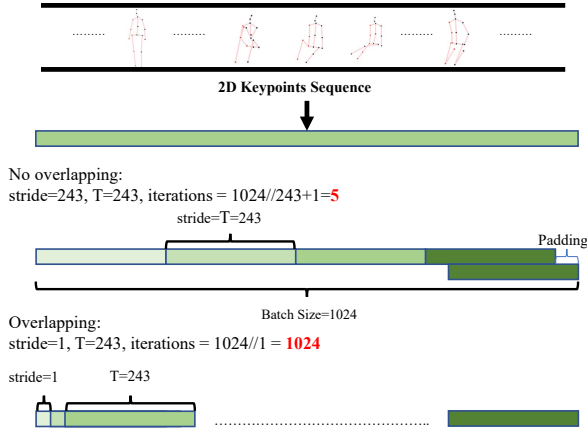 2D Keypoints Sequence
No overlapping:
stride=243, T=243, iterations = 1024//243+1=5
stride=T=243
Padding
Batch Size=1024
Overlapping:
stride=1, T=243, iterations = 1024//1 = 1024
stride=1 T=243